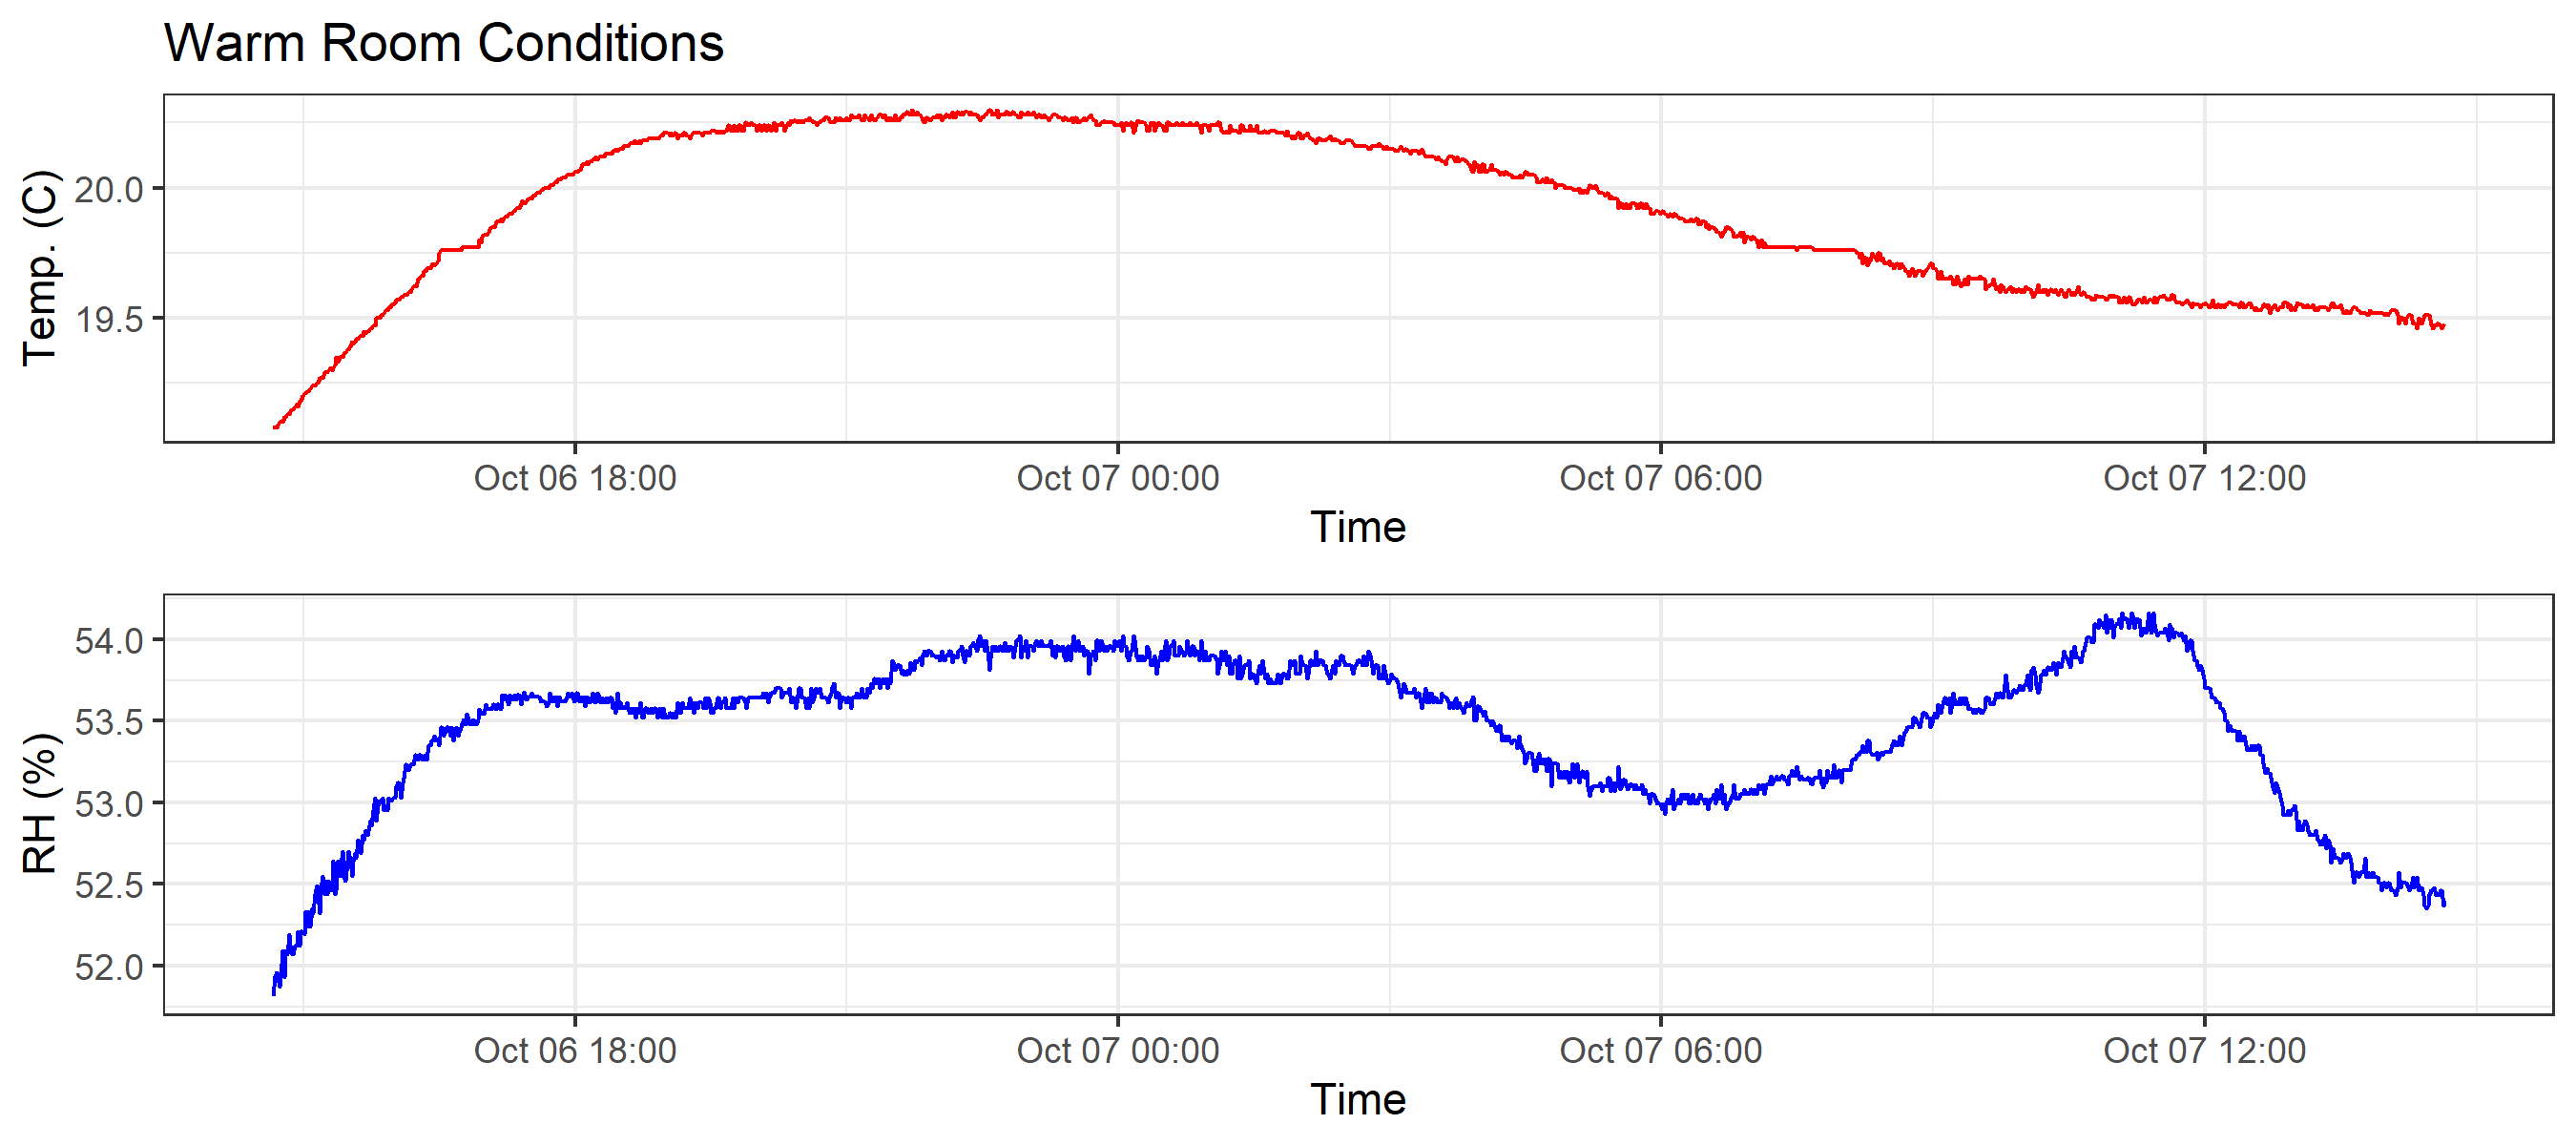 Warm Room Conditions
Temp. (C)
20.0
19.5
Oct 06 18:00 Oct 07 00:00 Oct 07 06:00 Oct 07 12:00
Time
RH (%)
54.0
53.5
53.0
52.5
52.0
Oct 06 18:00 Oct 07 00:00 Oct 07 06:00 Oct 07 12:00
Time